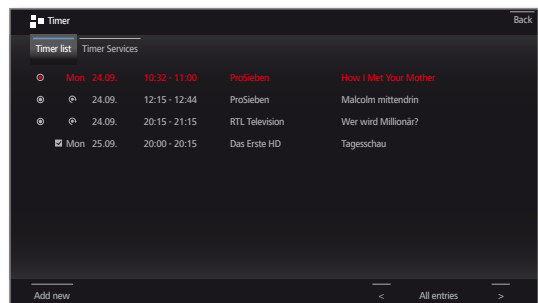 Timer Back
Timer list Timer Services
Mon 24.09. 10:32 - 11:00 ProSieben How I Met Your Mother
24.09. 12:15 - 12:44 ProSieben Malcolm mittendrin
24.09. 20:15 - 21:15 RTL Television Wer wird Millionär?
Mon 25.09. 20:00 - 20:15 Das Erste HD Tagesschau
Add new < All entries >